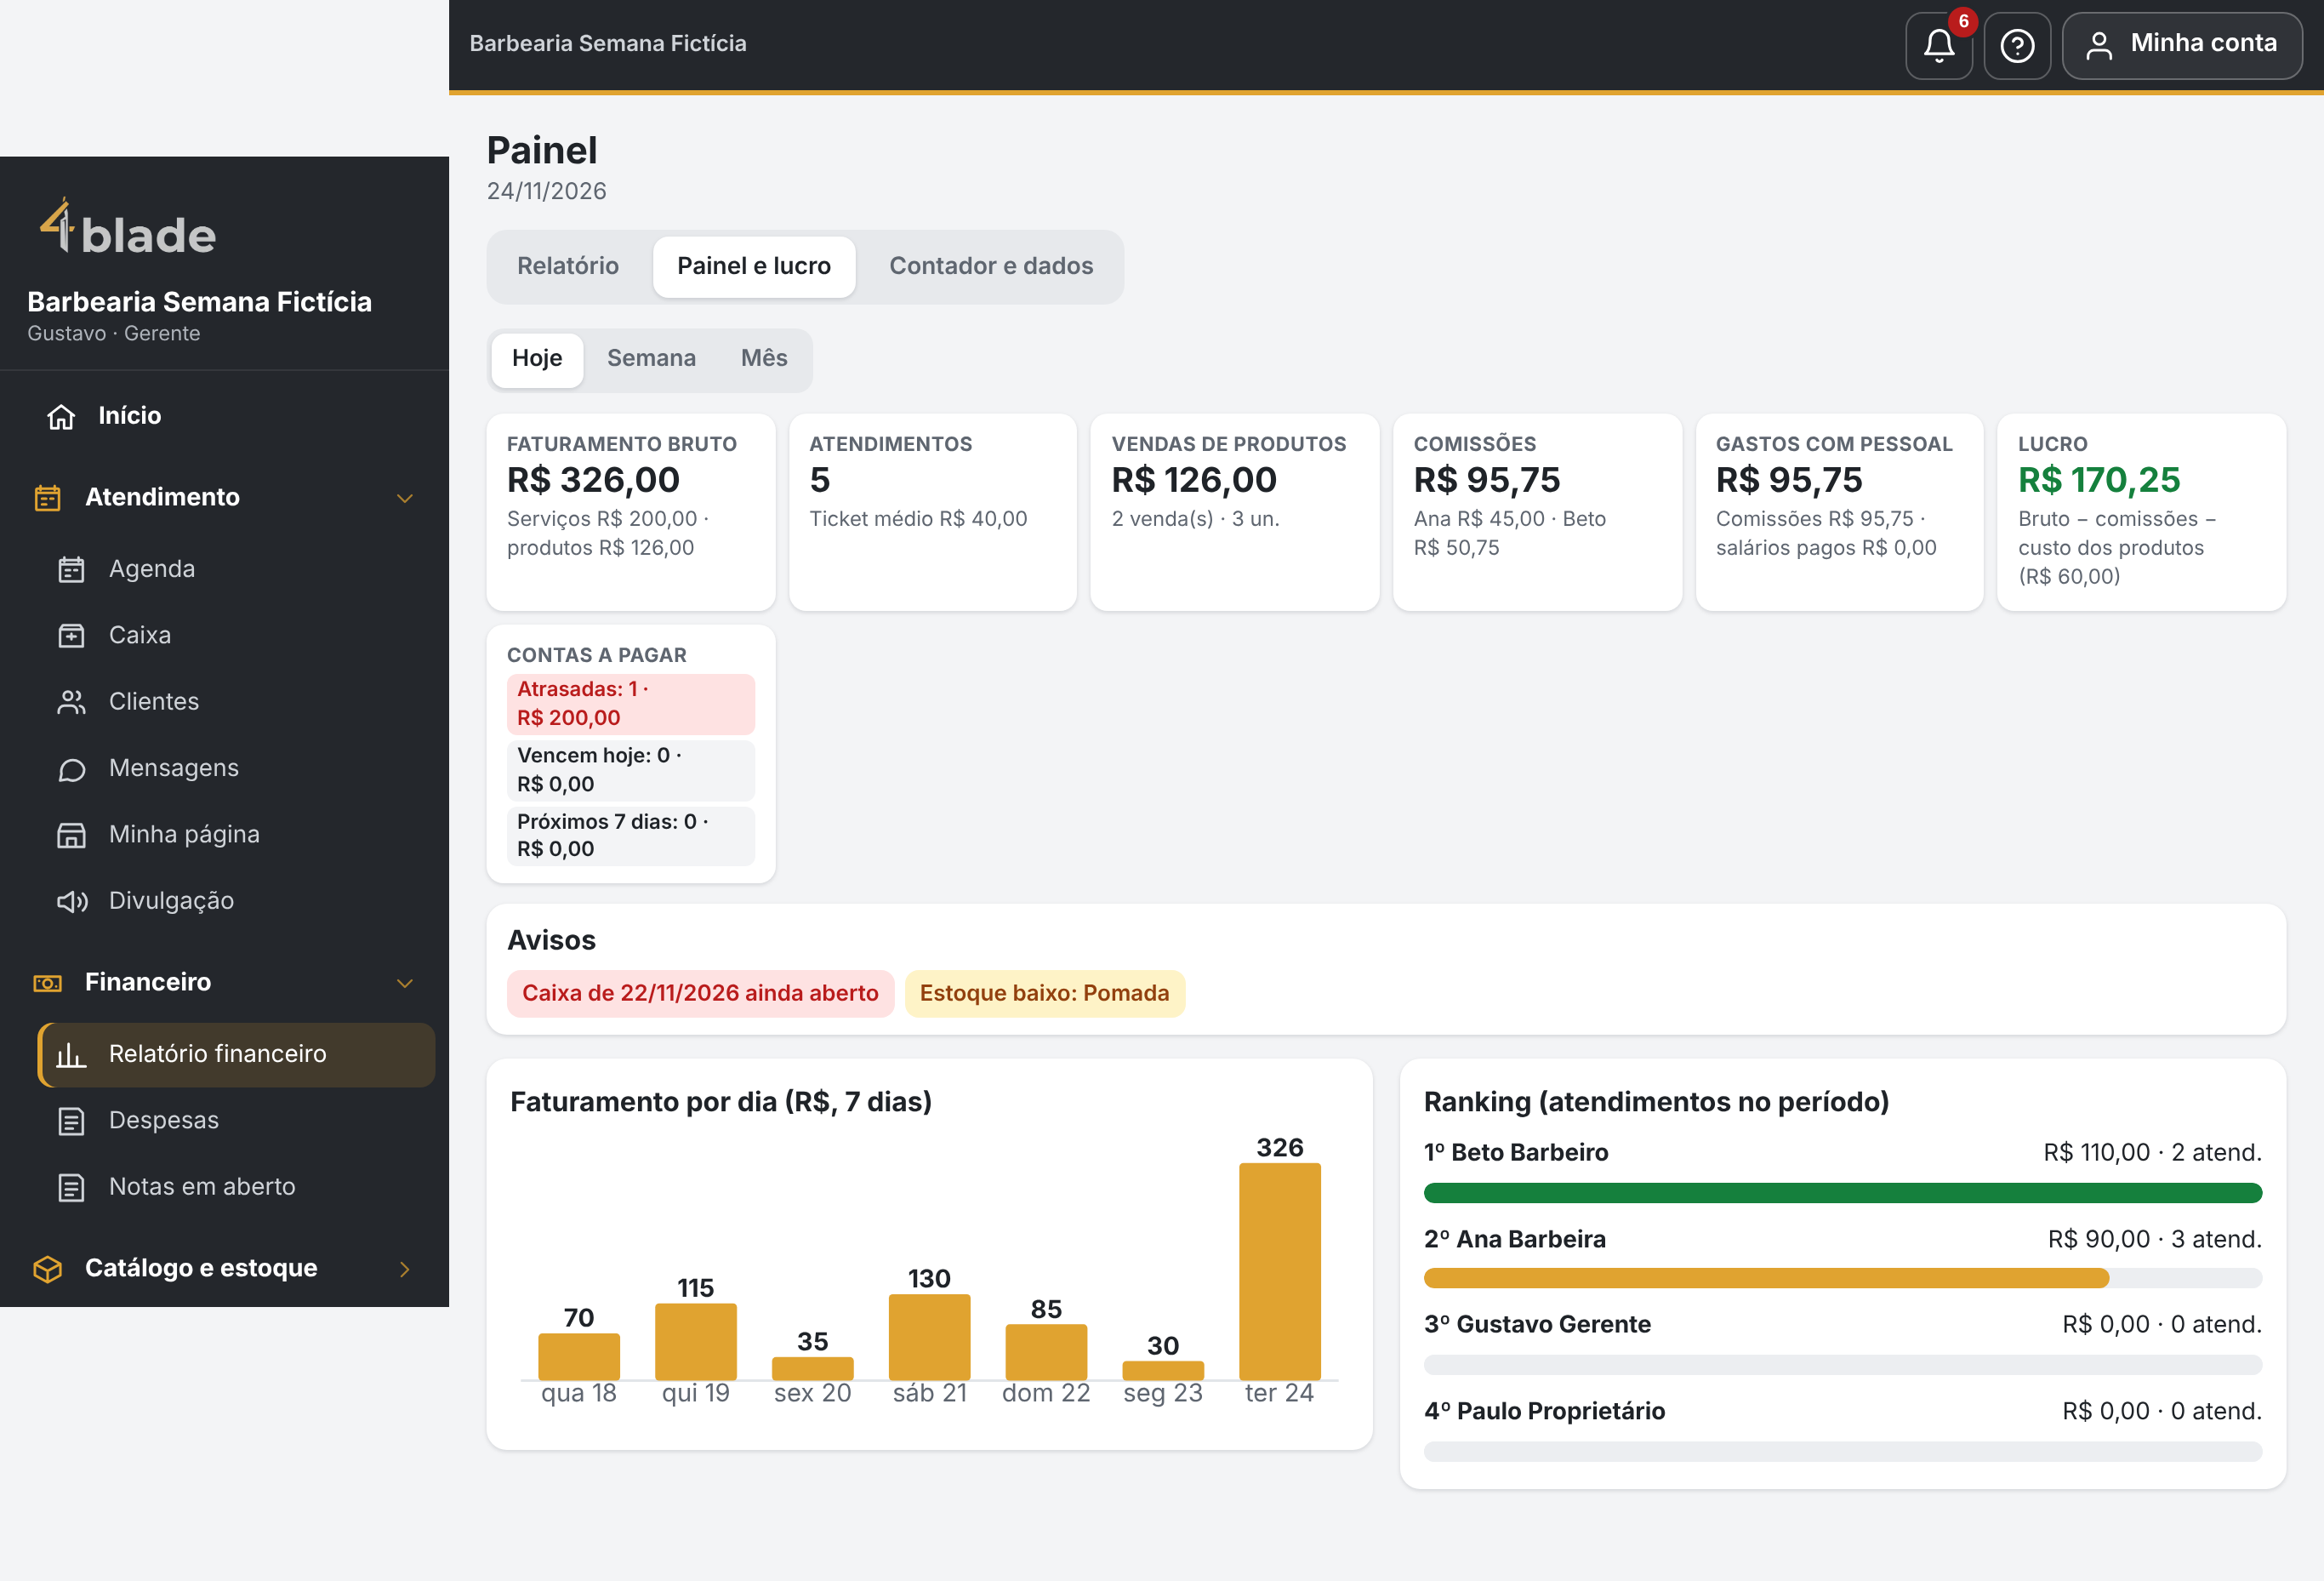 Barbearia Semana Fictícia
6
Minha conta
4blade
Barbearia Semana Fictícia
Gustavo · Gerente
Início
Atendimento
Agenda
Caixa
Clientes
Mensagens
Minha página
Divulgação
Financeiro
Relatório financeiro
Despesas
Notas em aberto
Catálogo e estoque
Painel
24/11/2026
Relatório
Painel e lucro
Contador e dados
Hoje
Semana
Mês
FATURAMENTO BRUTO
R$ 326,00
Serviços R$ 200,00 ·
produtos R$ 126,00
ATENDIMENTOS
5
Ticket médio R$ 40,00
VENDAS DE PRODUTOS
R$ 126,00
2 venda(s) · 3 un.
COMISSÕES
R$ 95,75
Ana R$ 45,00 · Beto
R$ 50,75
GASTOS COM PESSOAL
R$ 95,75
Comissões R$ 95,75 ·
salários pagos R$ 0,00
LUCRO
R$ 170,25
Bruto − comissões −
custo dos produtos
(R$ 60,00)
CONTAS A PAGAR
Atrasadas: 1 ·
R$ 200,00
Vencem hoje: 0 ·
R$ 0,00
Próximos 7 dias: 0 ·
R$ 0,00
Avisos
Caixa de 22/11/2026 ainda aberto
Estoque baixo: Pomada
Faturamento por dia (R$, 7 dias)
70
115
35
130
85
30
326
qua 18
qui 19
sex 20
sáb 21
dom 22
seg 23
ter 24
Ranking (atendimentos no período)
1º Beto Barbeiro
R$ 110,00 · 2 atend.
2º Ana Barbeira
R$ 90,00 · 3 atend.
3º Gustavo Gerente
R$ 0,00 · 0 atend.
4º Paulo Proprietário
R$ 0,00 · 0 atend.